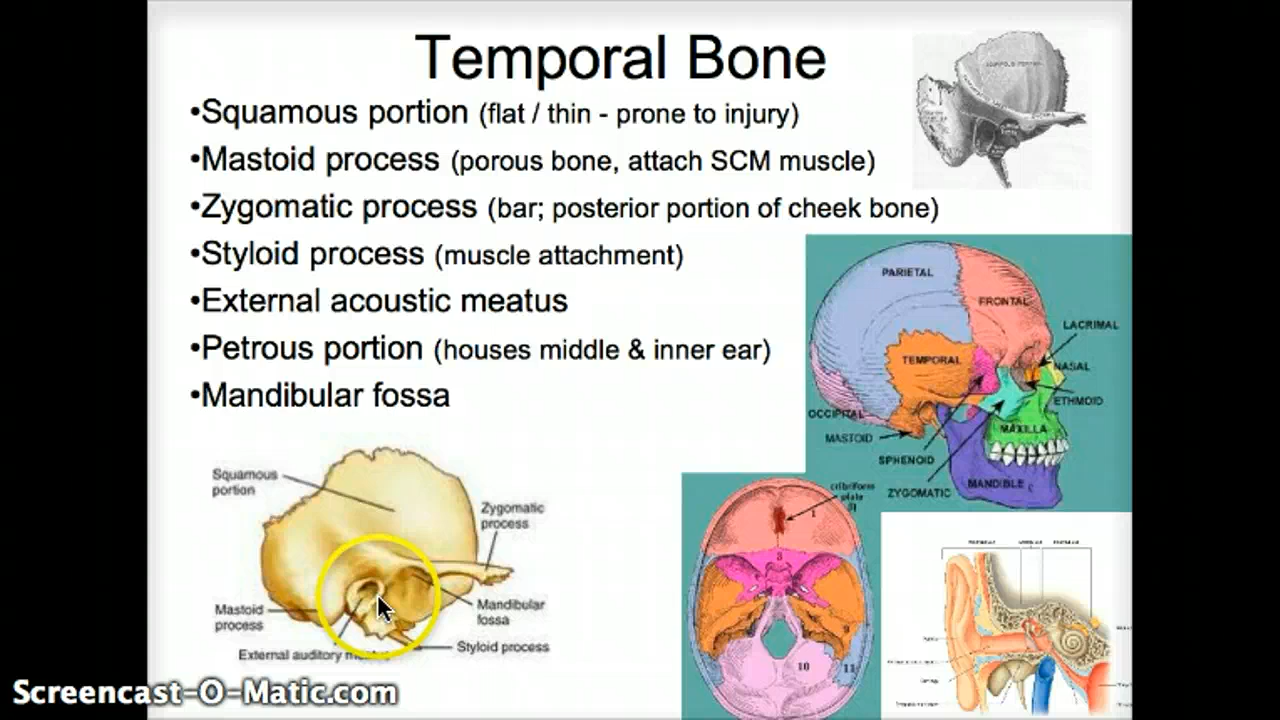 Temporal Bone
•Squamous portion (flat / thin - prone to injury)
•Mastoid process (porous bone, attach SCM muscle)
•Zygomatic process (bar; posterior portion of cheek bone)
•Styloid process (muscle attachment)
•External acoustic meatus
•Petrous portion (houses middle & inner ear)
•Mandibular fossa
Squamous
portion
Zygomatic
process
Mastoid
process
Mandibular
fossa
Styloid process
External auditory
PARIETAL
FRONTAL
LACRIMAL
TEMPORAL
NASAL
ETHMOID
OCCIPITAL
MAXILLA
MASTOID
SPHENOID
MANDIBLE
ZYGOMATIC
cribriform
plate
1
3
10
11
Screencast-O-Matic.com